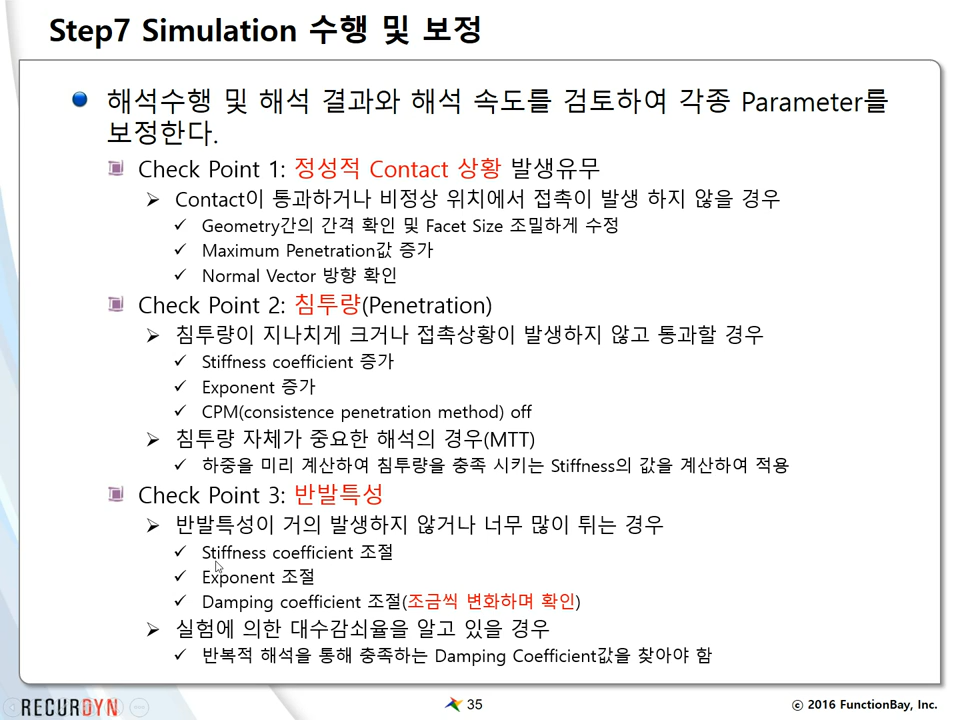 Step7 Simulation 수행 및 보정
해석수행 및 해석 결과와 해석 속도를 검토하여 각종 Parameter를
보정한다.
Check Point 1: 정성적 Contact 상황 발생유무
Contact이 통과하거나 비정상 위치에서 접촉이 발생 하지 않을 경우
Geometry간의 간격 확인 및 Facet Size 조밀하게 수정
Maximum Penetration값 증가
Normal Vector 방향 확인
Check Point 2: 침투량(Penetration)
침투량이 지나치게 크거나 접촉상황이 발생하지 않고 통과할 경우
Stiffness coefficient 증가
Exponent 증가
CPM(consistence penetration method) off
침투량 자체가 중요한 해석의 경우(MTT)
하중을 미리 계산하여 침투량을 충족 시키는 Stiffness의 값을 계산하여 적용
Check Point 3: 반발특성
반발특성이 거의 발생하지 않거나 너무 많이 튀는 경우
Stiffness coefficient 조절
Exponent 조절
Damping coefficient 조절(조금씩 변화하며 확인)
실험에 의한 대수감쇠율을 알고 있을 경우
반복적 해석을 통해 충족하는 Damping Coefficient값을 찾아야 함
RECURDYN
35
© 2016 FunctionBay, Inc.